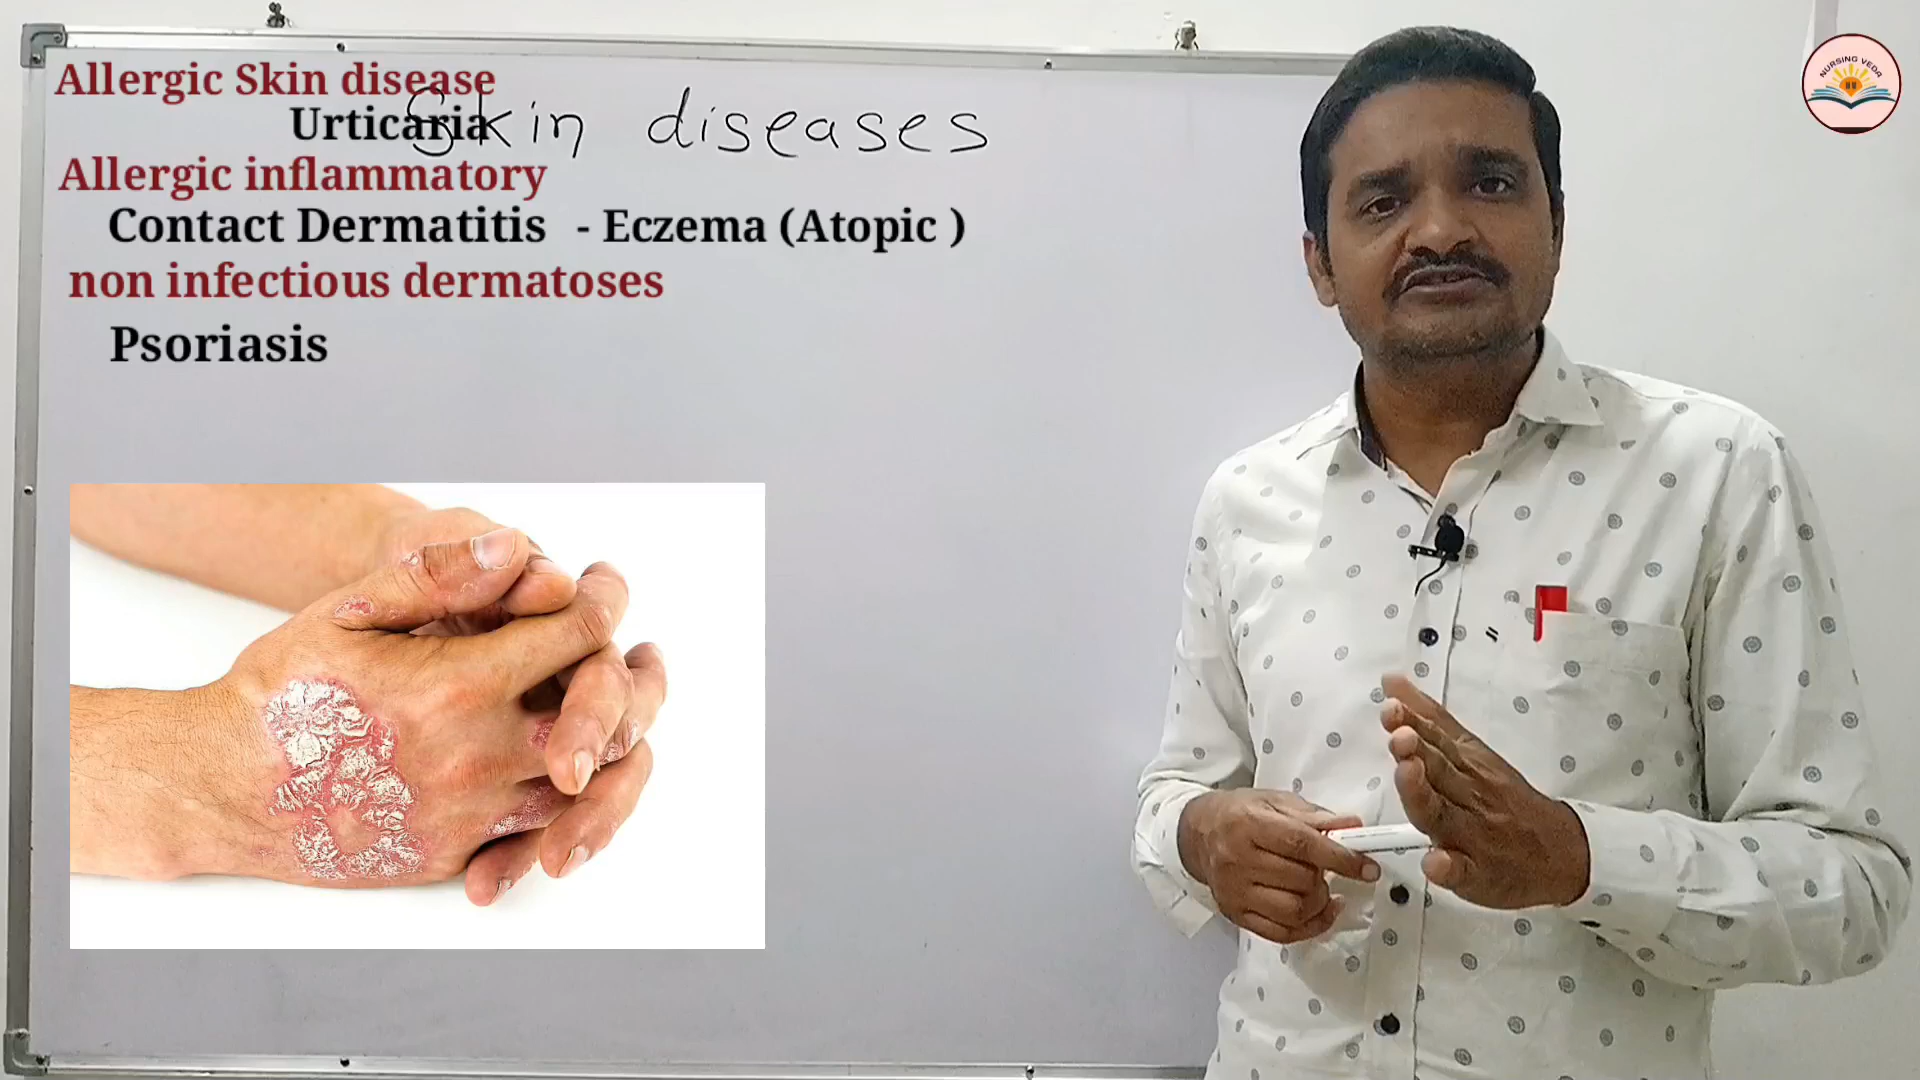 Allergic Skin disease
Skin diseases
Urticaria
Allergic inflammatory
Contact Dermatitis - Eczema (Atopic )
non infectious dermatoses
Psoriasis
NURSING VEDA